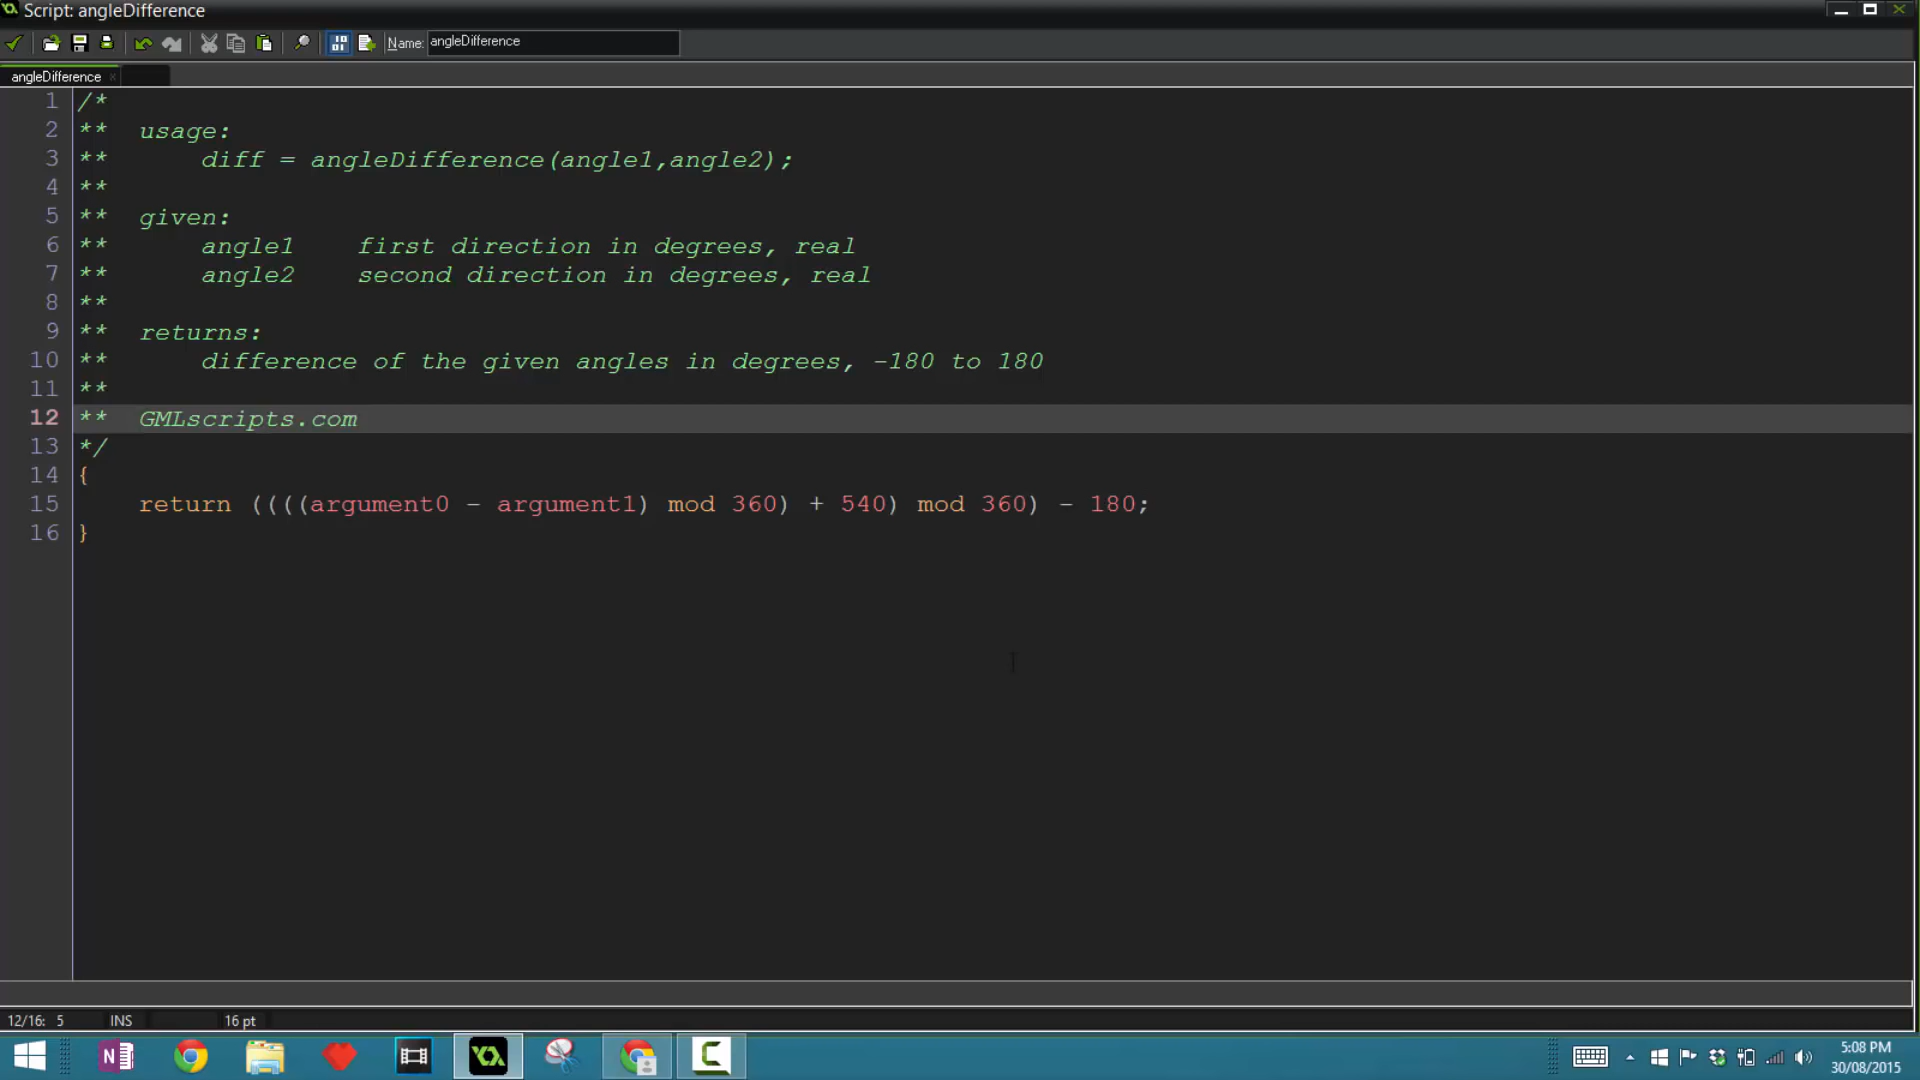 Script: angleDifference
Name: angleDifference
angleDifference
1 /*
2 **  usage:
3 **      diff = angleDifference(angle1,angle2);
4 **
5 **  given:
6 **      angle1    first direction in degrees, real
7 **      angle2    second direction in degrees, real
8 **
9 **  returns:
10 **      difference of the given angles in degrees, -180 to 180
11 **
12 **  GMLscripts.com
13 */
14 {
15     return ((((argument0 - argument1) mod 360) + 540) mod 360) - 180;
16 }
12/16: 5 INS 16 pt
5:08 PM
30/08/2015